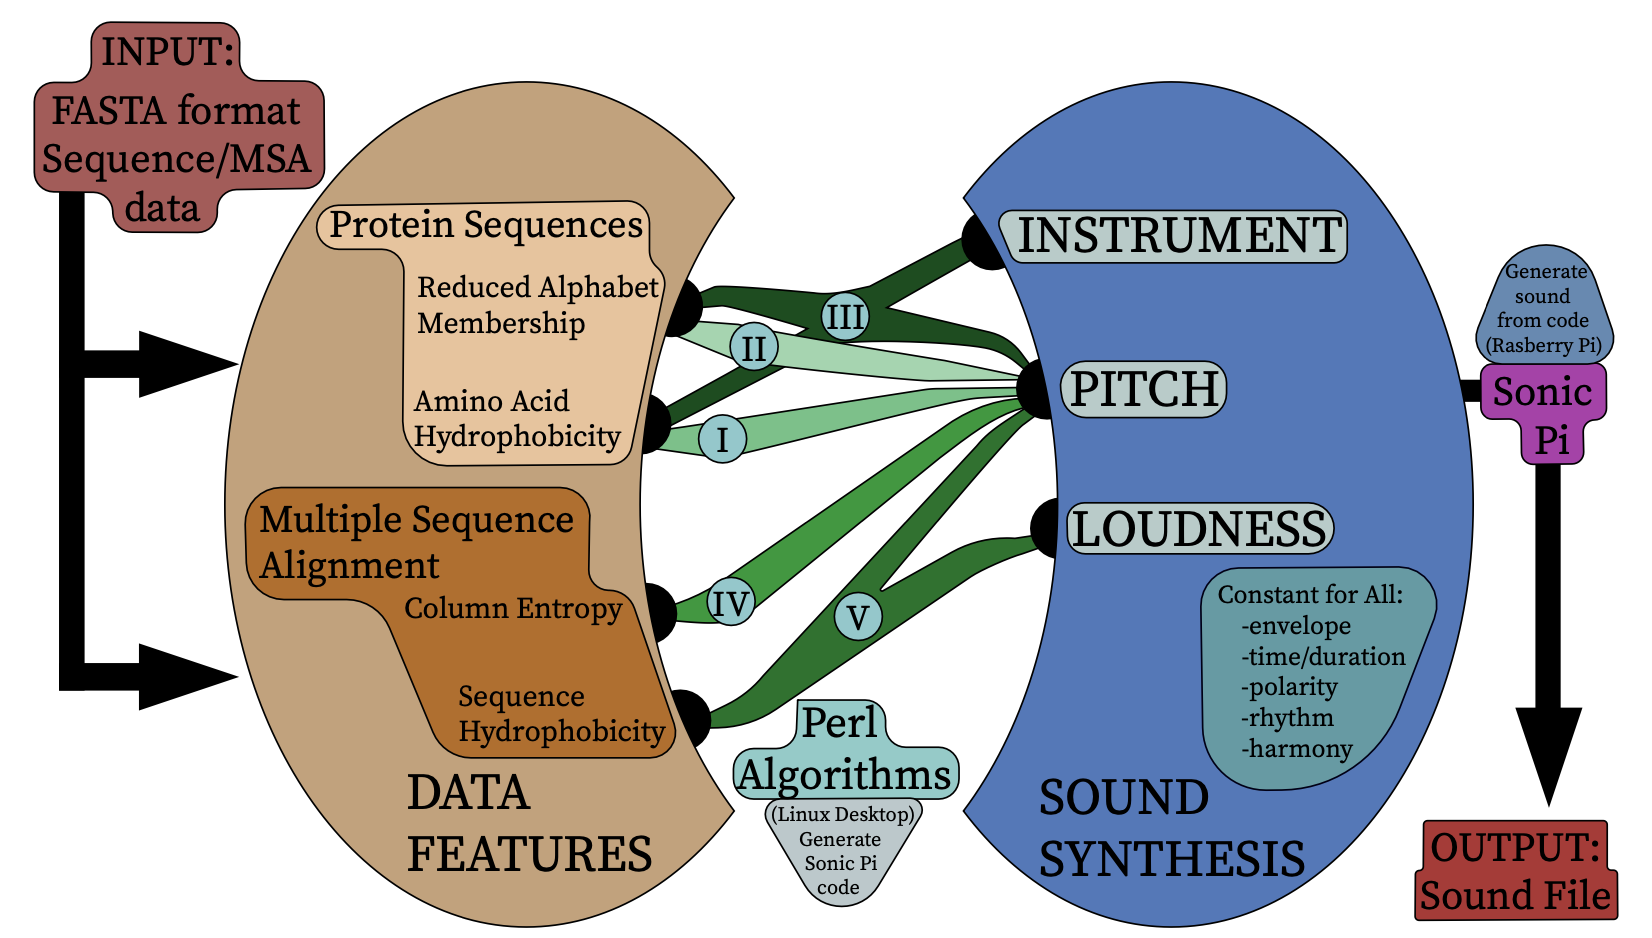 INPUT:
FASTA format
Sequence/MSA
data
Protein Sequences
Reduced Alphabet
Membership
Amino Acid
Hydrophobicity
Multiple Sequence
Alignment
Column Entropy
Sequence
Hydrophobicity
DATA
FEATURES
III
II
I
IV
V
Perl
Algorithms
(Linux Desktop)
Generate
Sonic Pi
code
INSTRUMENT
PITCH
LOUDNESS
Constant for All:
-envelope
-time/duration
-polarity
-rhythm
-harmony
SOUND
SYNTHESIS
Generate
sound
from code
(Rasberry Pi)
Sonic
Pi
OUTPUT:
Sound File